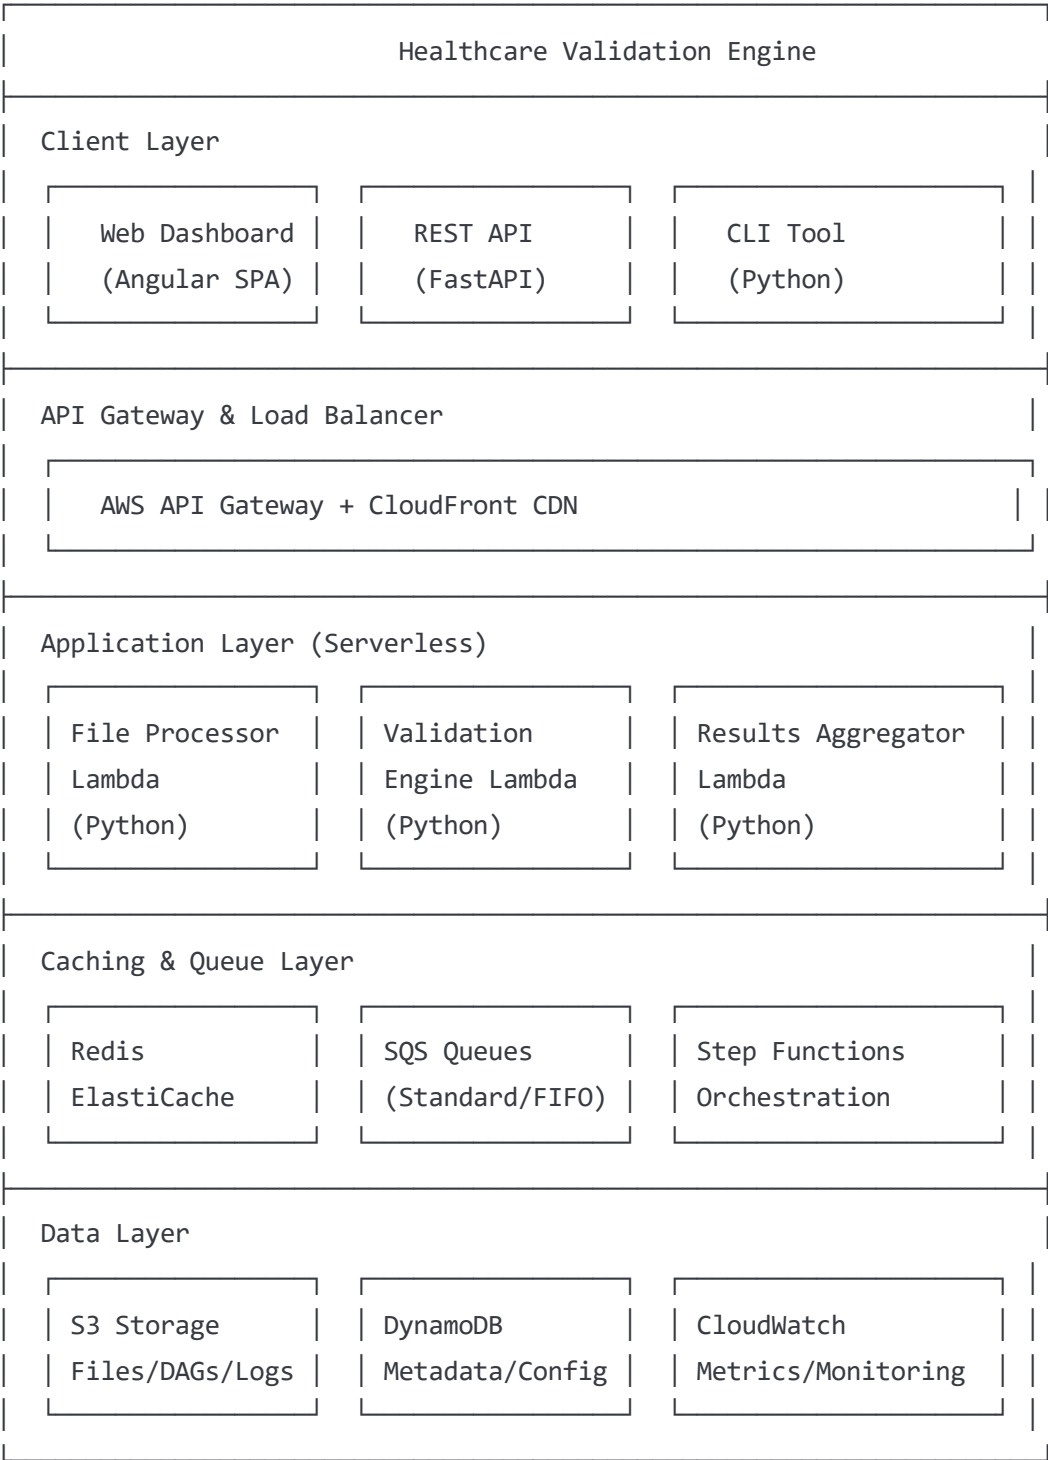 Healthcare Validation Engine
Client Layer
Web Dashboard REST API CLI Tool
(Angular SPA) (FastAPI) (Python)
API Gateway & Load Balancer
AWS API Gateway + CloudFront CDN
Application Layer (Serverless)
File Processor Validation Results Aggregator
Lambda Engine Lambda Lambda
(Python) (Python) (Python)
Caching & Queue Layer
Redis SQS Queues Step Functions
ElastiCache (Standard/FIFO) Orchestration
Data Layer
S3 Storage DynamoDB CloudWatch
Files/DAGs/Logs Metadata/Config Metrics/Monitoring